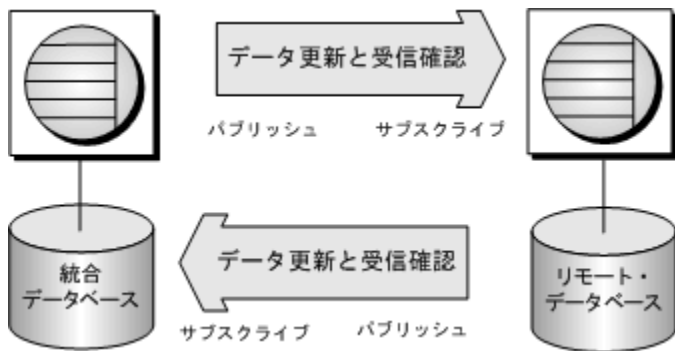 データ更新と受信確認
パブリッシュ
サブスクライブ
統合
データベース
データ更新と受信確認
サブスクライブ
パブリッシュ
リモート・
データベース